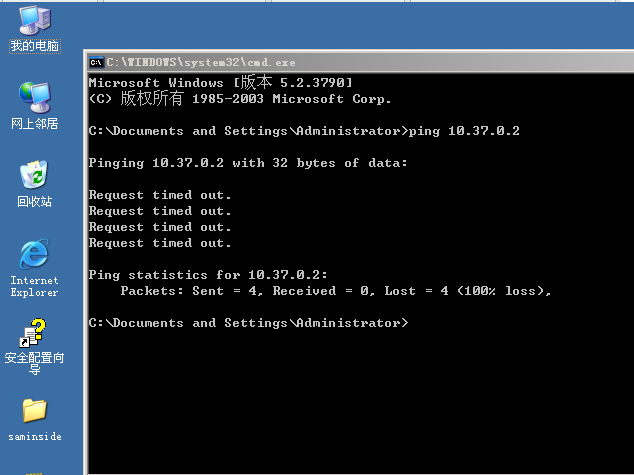 我的电脑
网上邻居
回收站
Internet
Explorer
安全配置向
导
saminside
C:\WINDOWS\system32\cmd.exe
Microsoft Windows [版本 5.2.3790]
(C) 版权所有 1985-2003 Microsoft Corp.
C:\Documents and Settings\Administrator>ping 10.37.0.2
Pinging 10.37.0.2 with 32 bytes of data:
Request timed out.
Request timed out.
Request timed out.
Request timed out.
Ping statistics for 10.37.0.2:
    Packets: Sent = 4, Received = 0, Lost = 4 (100% loss),
C:\Documents and Settings\Administrator>